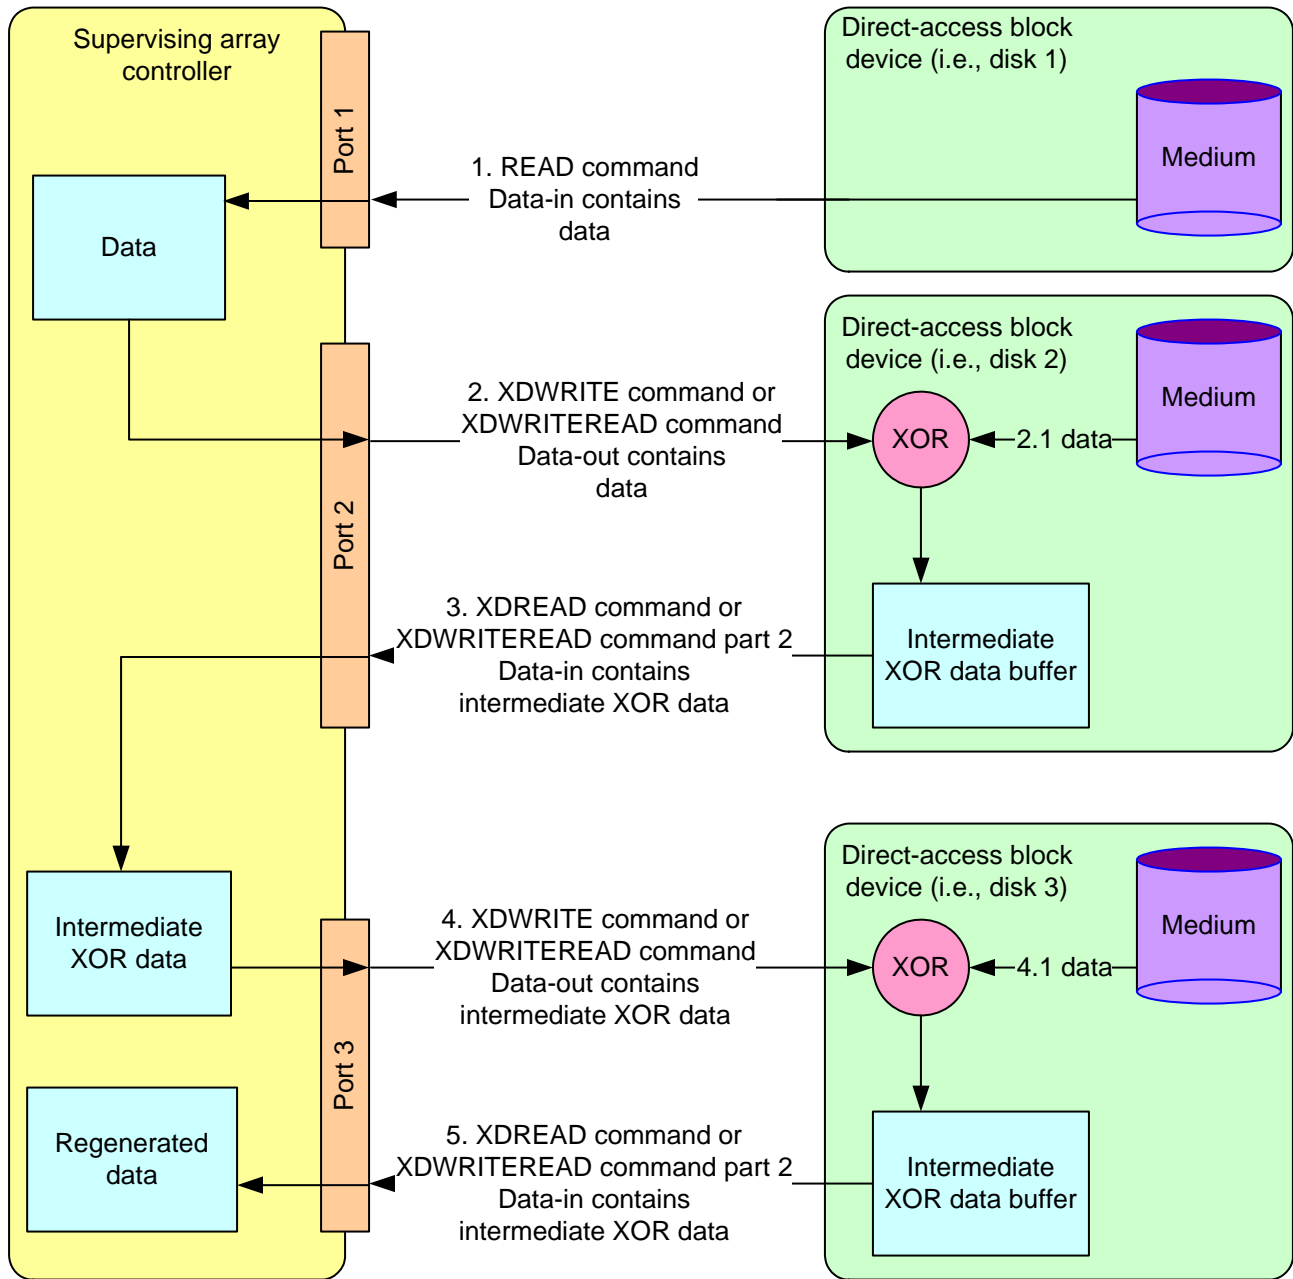 Supervising array
controller
Port 1
Data
1. READ command
Data-in contains
data
Direct-access block
device (i.e., disk 1)
Medium
Port 2
2. XDWRITE command or
XDWRITEREAD command
Data-out contains
data
Direct-access block
device (i.e., disk 2)
XOR
2.1 data
Medium
3. XDREAD command or
XDWRITEREAD command part 2
Data-in contains
intermediate XOR data
Intermediate
XOR data buffer
Intermediate
XOR data
Port 3
4. XDWRITE command or
XDWRITEREAD command
Data-out contains
intermediate XOR data
Direct-access block
device (i.e., disk 3)
XOR
4.1 data
Medium
Regenerated
data
5. XDREAD command or
XDWRITEREAD command part 2
Data-in contains
intermediate XOR data
Intermediate
XOR data buffer